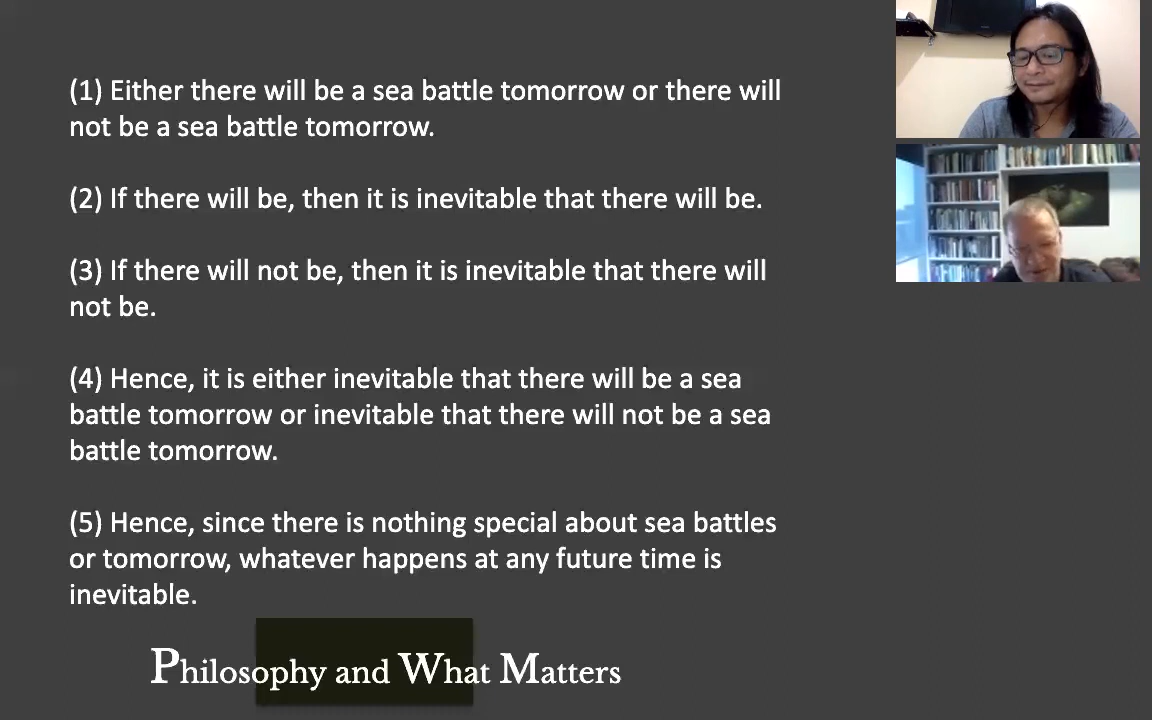 (1) Either there will be a sea battle tomorrow or there will
not be a sea battle tomorrow.
(2) If there will be, then it is inevitable that there will be.
(3) If there will not be, then it is inevitable that there will
not be.
(4) Hence, it is either inevitable that there will be a sea
battle tomorrow or inevitable that there will not be a sea
battle tomorrow.
(5) Hence, since there is nothing special about sea battles
or tomorrow, whatever happens at any future time is
inevitable.
Philosophy and What Matters